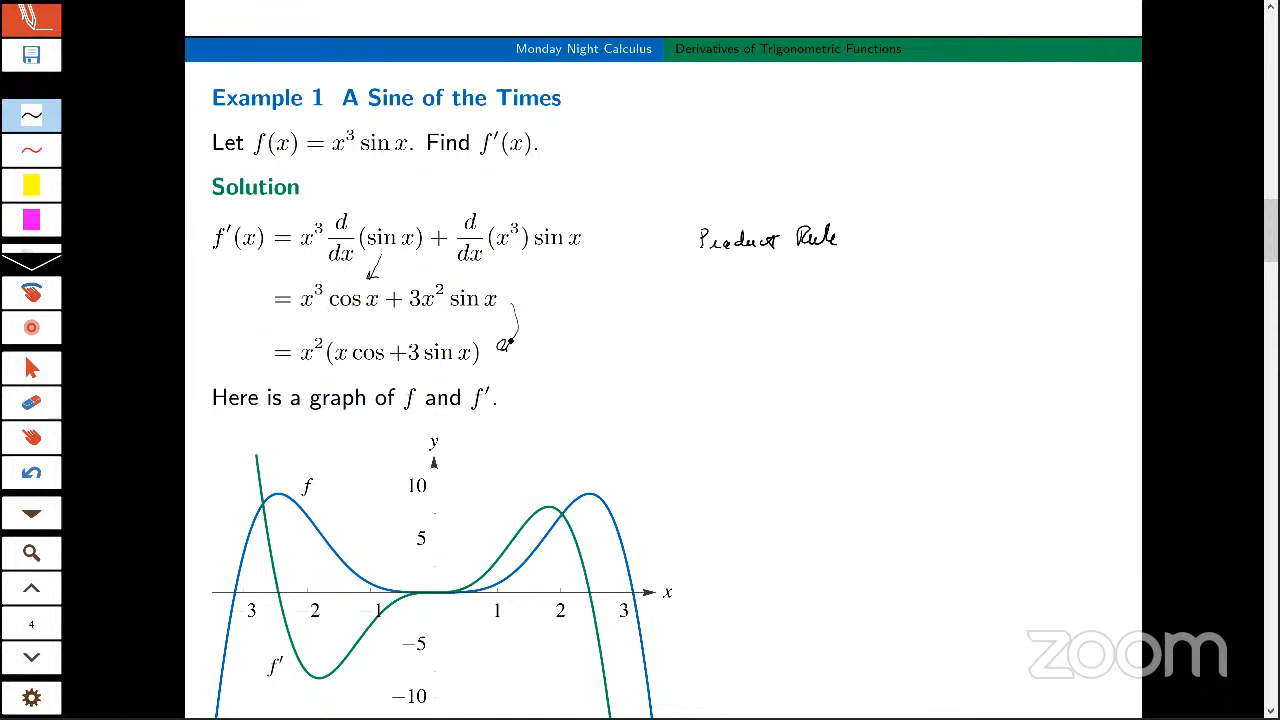 Monday Night Calculus Derivatives of Trigonometric Functions
Example 1 A Sine of the Times
Let f(x) = x³ sin x. Find f′(x).
Solution
f′(x) = x³ d/dx (sin x) + d/dx (x³) sin x
Product Rule
= x³ cos x + 3x² sin x
= x²(x cos +3 sin x)
Here is a graph of f and f′.
y
f
10
5
−3 −2 −1 1 2 3 x
−5
f′
−10
4
zoom